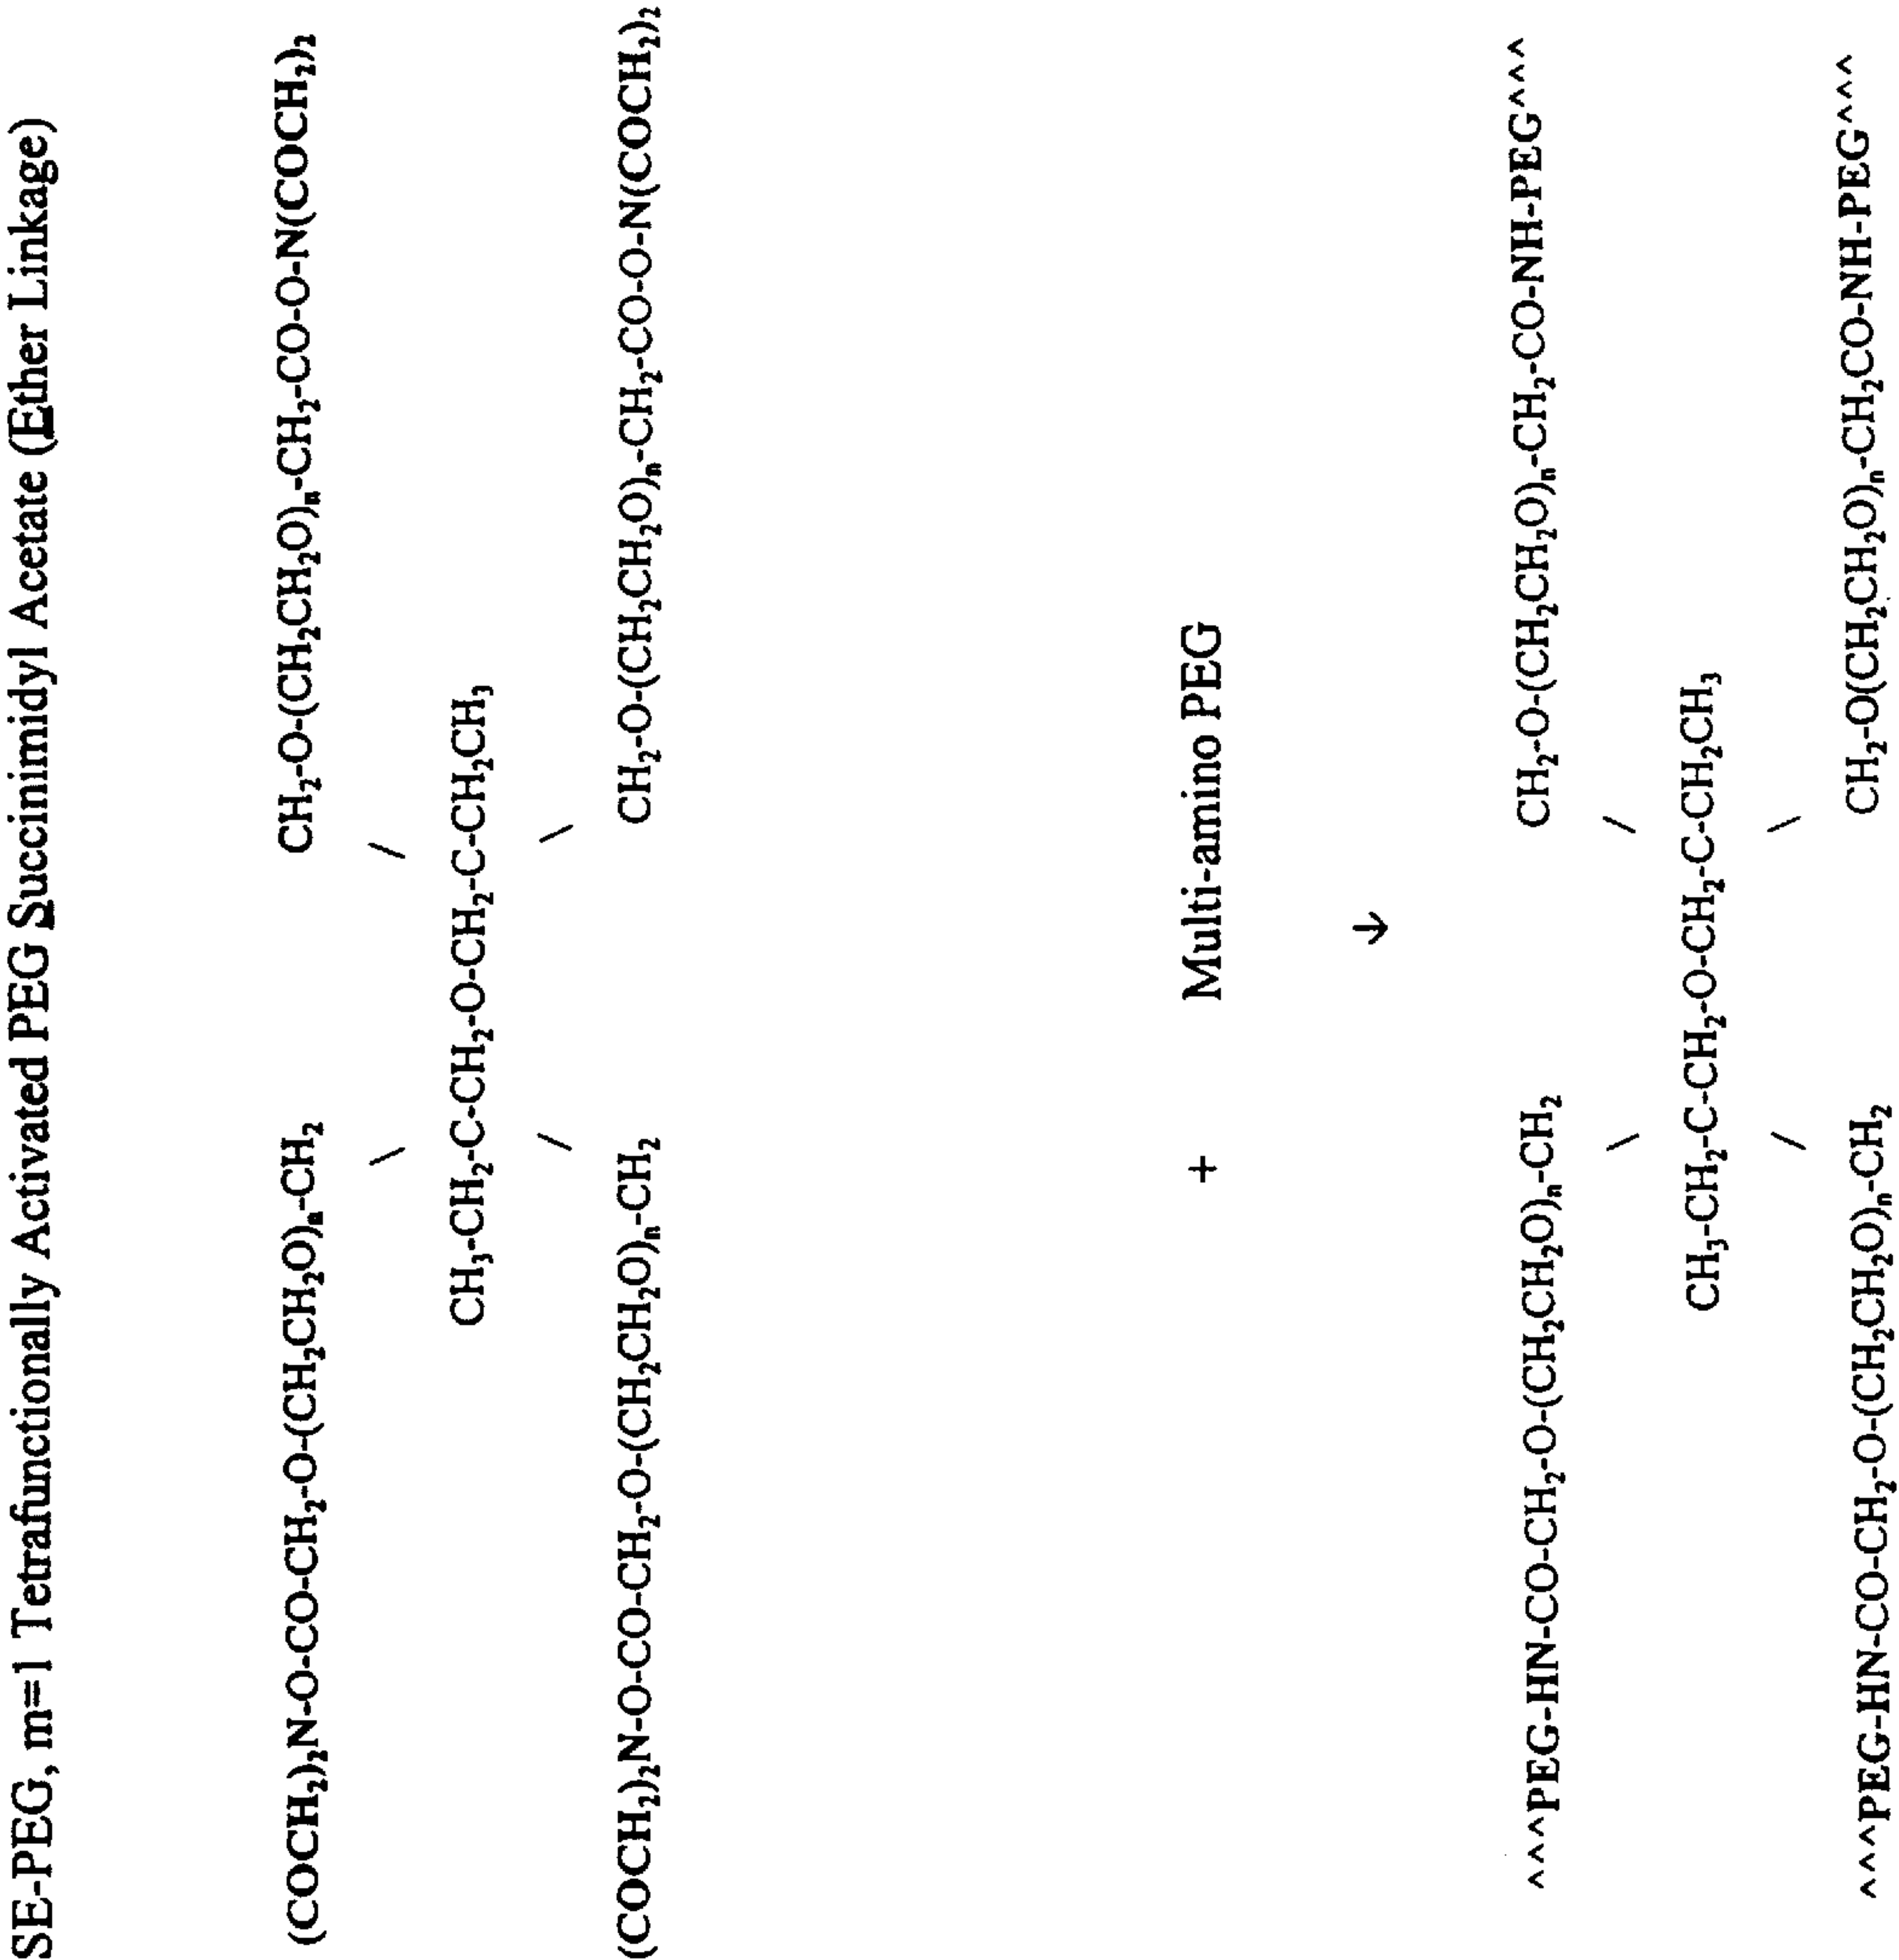 SE-PEG, m=1 Tetrafunctionally Activated PEG Succinimidyl Acetate (Ether Linkage)
(COCH₂)₂N-O-CO-CH₂-O-(CH₂CH₂O)ₙ-CH₂ CH₂-O-(CH₂CH₂O)ₙ-CH₂-CO-O-N(COCH₂)₂
\ /
CH₃-CH₂-C-CH₂-O-CH₂-C-CH₂CH₃
/ \
(COCH₂)₂N-O-CO-CH₂-O-(CH₂CH₂O)ₙ-CH₂ CH₂-O-(CH₂CH₂O)ₙ-CH₂-CO-O-N(COCH₂)₂
+ Multi-amino PEG
↓
^^^^PEG-HN-CO-CH₂-O-(CH₂CH₂O)ₙ-CH₂ CH₂-O-(CH₂CH₂O)ₙ-CH₂-CO-NH-PEG^^^
\ /
CH₃-CH₂-C-CH₂-O-CH₂-C-CH₂CH₃
/ \
^^^PEG-HN-CO-CH₂-O-(CH₂CH₂O)ₙ-CH₂ CH₂-O(CH₂CH₂O)ₙ-CH₂CO-NH-PEG^^^